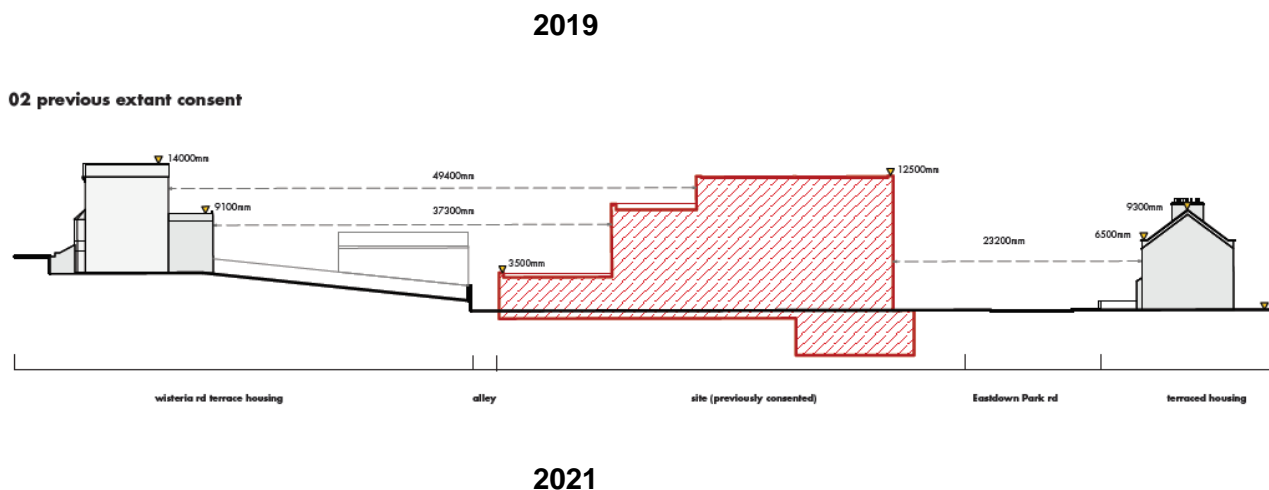 2019
02 previous extant consent
14000mm
12500mm
49400mm
9100mm
37300mm
9300mm
6500mm
23200mm
3500mm
wisteria rd terrace housing
alley
site (previously consented)
Eastdown Park rd
terraced housing
2021